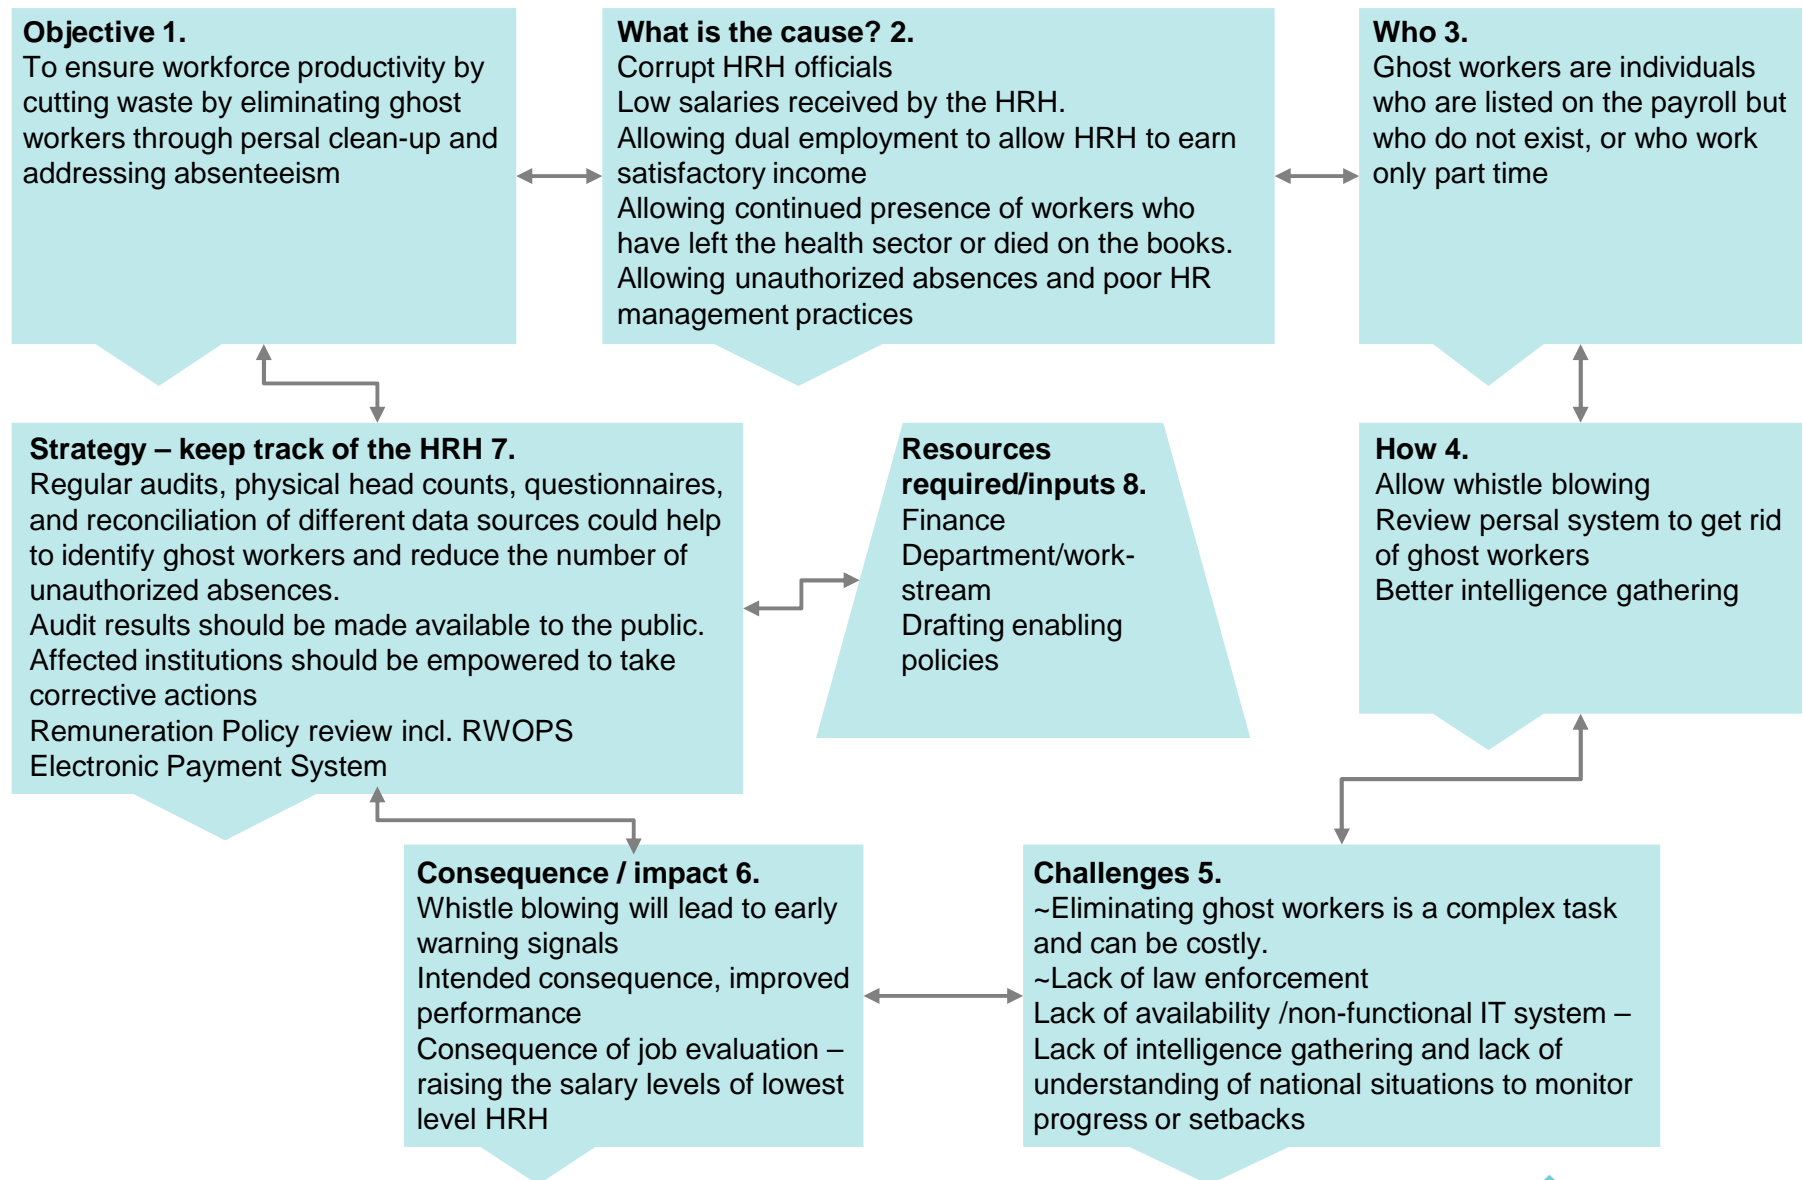 Objective 1.
To ensure workforce productivity by
cutting waste by eliminating ghost
workers through persal clean-up and
addressing absenteeism
What is the cause? 2.
Corrupt HRH officials
Low salaries received by the HRH.
Allowing dual employment to allow HRH to earn
satisfactory income
Allowing continued presence of workers who
have left the health sector or died on the books.
Allowing unauthorized absences and poor HR
management practices
Who 3.
Ghost workers are individuals
who are listed on the payroll but
who do not exist, or who work
only part time
Strategy – keep track of the HRH 7.
Regular audits, physical head counts, questionnaires,
and reconciliation of different data sources could help
to identify ghost workers and reduce the number of
unauthorized absences.
Audit results should be made available to the public.
Affected institutions should be empowered to take
corrective actions
Remuneration Policy review incl. RWOPS
Electronic Payment System
Resources
required/inputs 8.
Finance
Department/work-
stream
Drafting enabling
policies
How 4.
Allow whistle blowing
Review persal system to get rid
of ghost workers
Better intelligence gathering
Consequence / impact 6.
Whistle blowing will lead to early
warning signals
Intended consequence, improved
performance
Consequence of job evaluation –
raising the salary levels of lowest
level HRH
Challenges 5.
~Eliminating ghost workers is a complex task
and can be costly.
~Lack of law enforcement
Lack of availability /non-functional IT system –
Lack of intelligence gathering and lack of
understanding of national situations to monitor
progress or setbacks